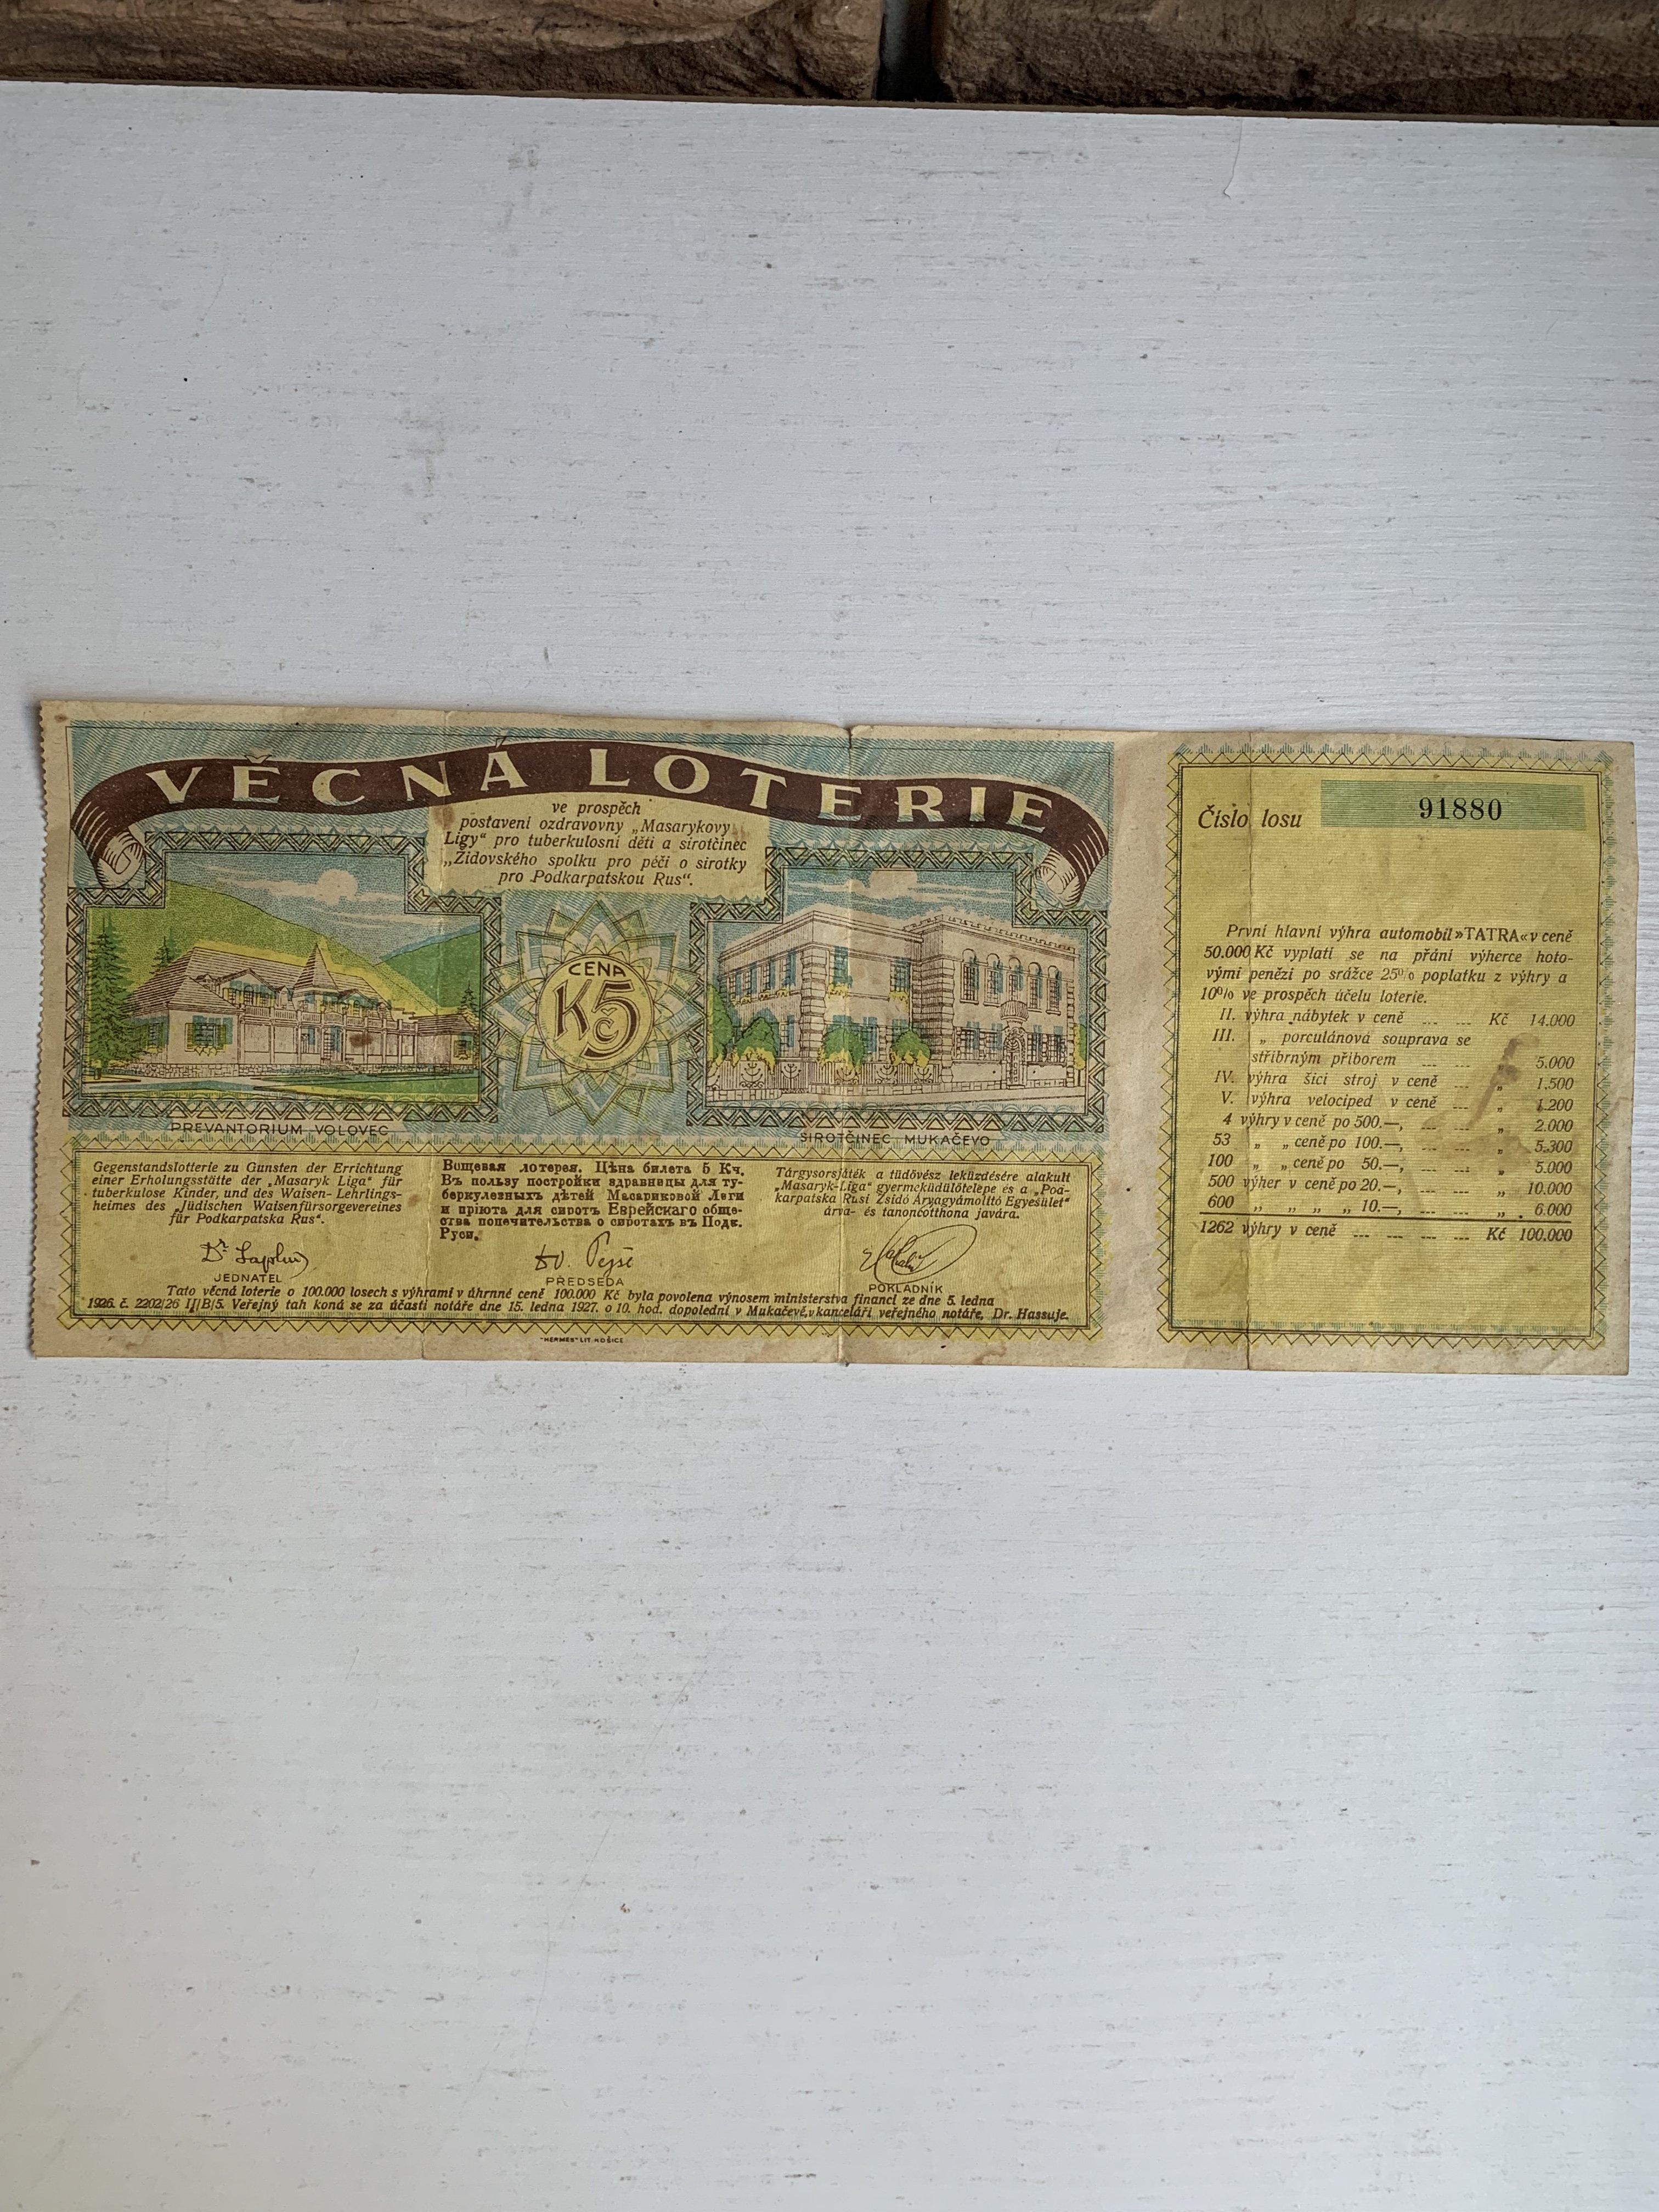 VĚCNÁ LOTERIE
ve prospěch
postavení ozdravovny „Masarykovy
Ligy“ pro tuberkulosní děti a sirotčinec
„Židovského spolku pro péči o sirotky
pro Podkarpatskou Rus“.
CENA
Kč 5
PREVANTORIUM VOLOVEC
SIROTČINEC MUKAČEVO
Gegenstandslotterie zu Gunsten der Errichtung
einer Erholungsstätte der „Masaryk Liga“ für
tuberkulose Kinder, und des Waisen- Lehrlings-
heimes des „Jüdischen Waisenfürsorgevereines
für Podkarpatska Rus“.
Вещевая лотерея. Цѣна билета 5 Кч.
Въ пользу постройки здравницы для ту-
беркулезныхъ дѣтей Масариковой Леги
и пріюта для сиротъ Еврейскаго обще-
ства попечительства о сиротахъ въ Подк.
Руси.
Tárgysorsjáték a tüdővész leküzdésére alakult
„Masaryk-Liga“ gyermeküdülőtelepe és a „Pod-
karpatska Rusi Zsidó Árvagyámolító Egyesület“
árva- és tanoncotthona javára.
JEDNATEL
PŘEDSEDA
POKLADNÍK
Tato věcná loterie o 100.000 losech s výhrami v úhrnné ceně 100.000 Kč byla povolena výnosem ministerstva financí ze dne 5. ledna
1926. č. 2202/26 II/B/5. Veřejný tah koná se za účasti notáře dne 15. ledna 1927. o 10. hod. dopolední v Mukačevě, v kanceláři veřejného notáře, Dr. Hassuje.
"HERMES" LIT. KOŠICE
Číslo losu 91880
První hlavní výhra automobil »TATRA« v ceně
50.000 Kč vyplatí se na přání výherce hoto-
vými penězi po srážce 25% poplatku z výhry a
10% ve prospěch účelu loterie.
II. výhra nábytek v ceně ... ... Kč 14.000
III. „ porculánová souprava se
stříbrným příborem ... ... „ 5.000
IV. výhra šicí stroj v ceně ... „ 1.500
V. výhra velociped v ceně ... „ 1.200
4 výhry v ceně po 500.—, ... ... „ 2.000
53 „ „ ceně po 100.—, ... ... „ 5.300
100 „ „ ceně po 50.—, ... ... „ 5.000
500 výher v ceně po 20.—, ... ... „ 10.000
600 „ „ „ „ 10.—, ... ... „ 6.000
1262 výhry v ceně ... ... ... ... Kč 100.000